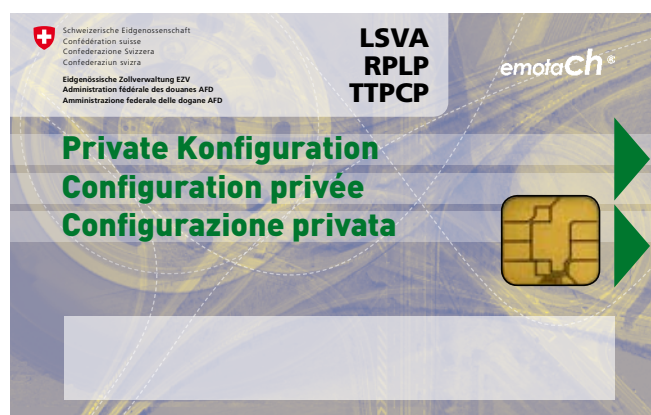 Schweizerische Eidgenossenschaft
Confédération suisse
Confederazione Svizzera
Confederaziun svizra
Eidgenössische Zollverwaltung EZV
Administration fédérale des douanes AFD
Amministrazione federale delle dogane AFD
LSVA
RPLP
TTPCP
emotaCh®
Private Konfiguration
Configuration privée
Configurazione privata